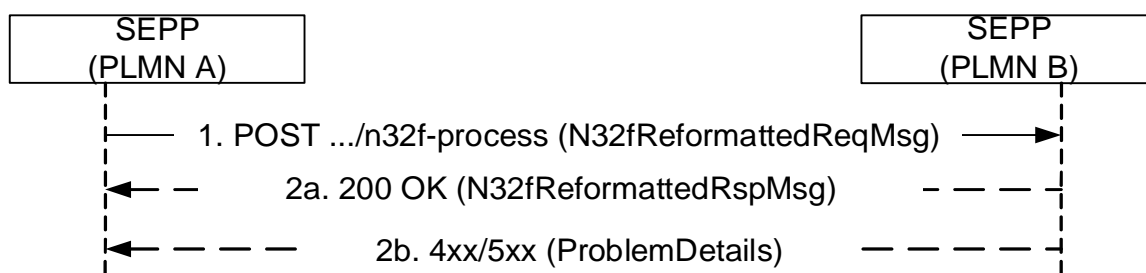 SEPP
(PLMN A)
SEPP
(PLMN B)
1. POST .../n32f-process (N32fReformattedReqMsg)
2a. 200 OK (N32fReformattedRspMsg)
2b. 4xx/5xx (ProblemDetails)